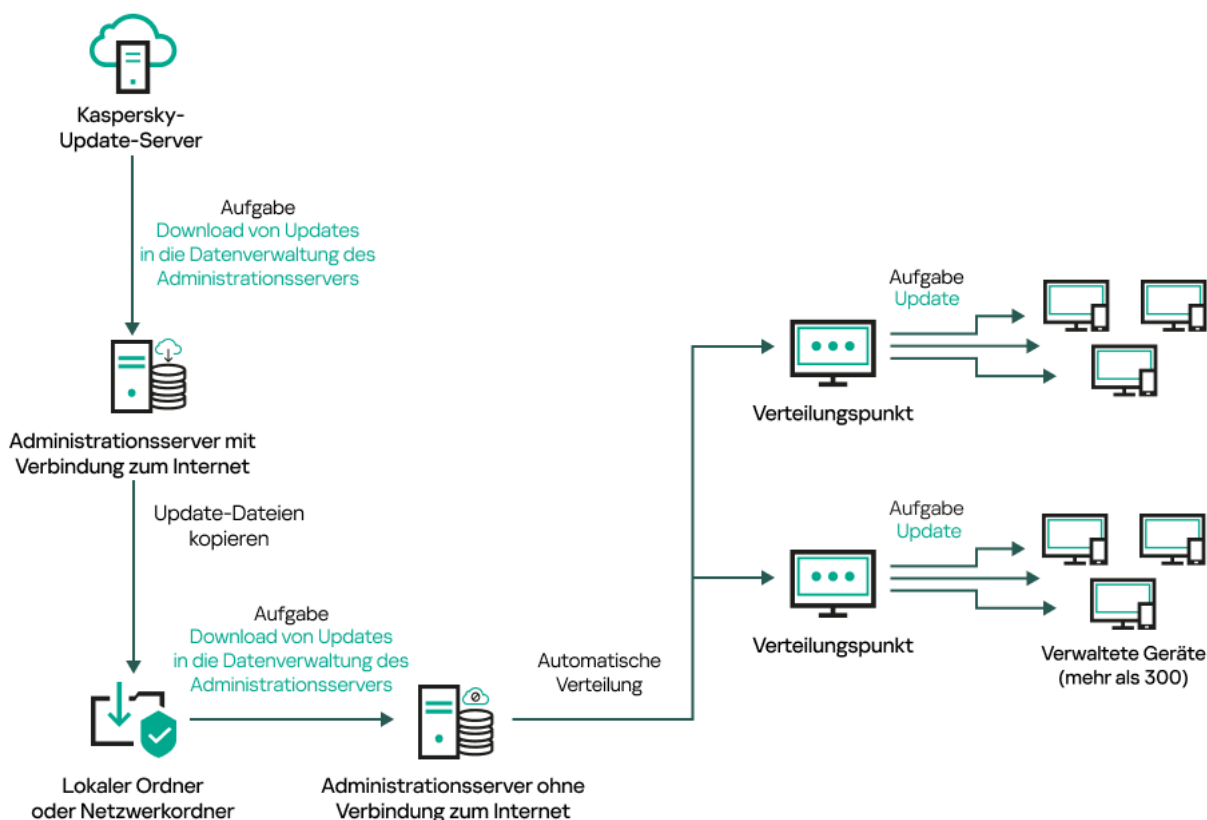 Kaspersky-
Update-Server
Aufgabe
Download von Updates
in die Datenverwaltung des
Administrationsservers
Administrationsserver mit
Verbindung zum Internet
Update-Dateien
kopieren
Lokaler Ordner
oder Netzwerkordner
Aufgabe
Download von Updates
in die Datenverwaltung des
Administrationsservers
Administrationsserver ohne
Verbindung zum Internet
Automatische
Verteilung
Verteilungspunkt
Aufgabe
Update
Verteilungspunkt
Aufgabe
Update
Verwaltete Geräte
(mehr als 300)